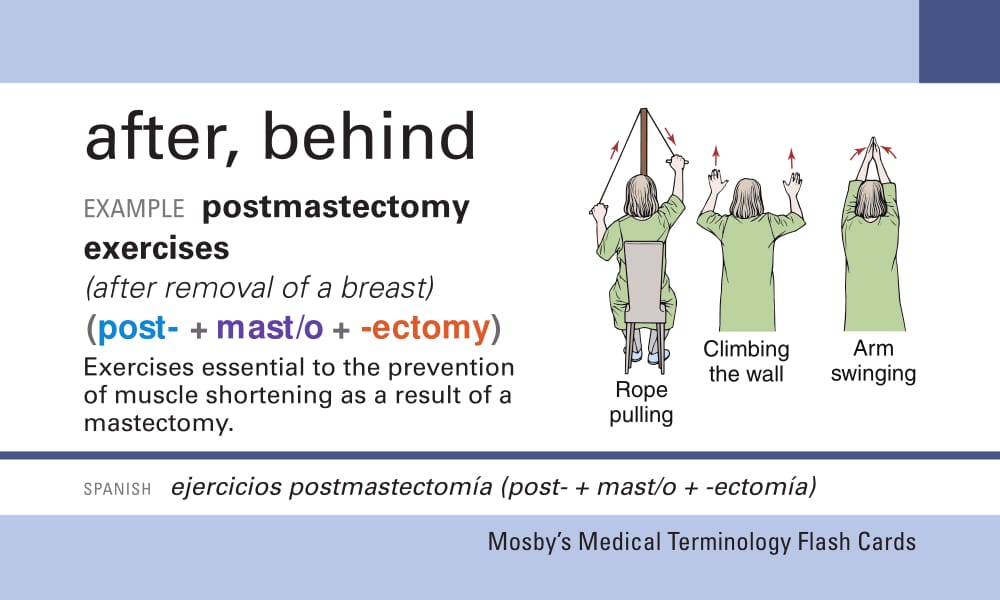 after, behind
EXAMPLE postmastectomy
exercises
(after removal of a breast)
(post- + mast/o + -ectomy)
Exercises essential to the prevention
of muscle shortening as a result of a
mastectomy.
Rope
pulling
Climbing
the wall
Arm
swinging
SPANISH ejercicios postmastectomía (post- + mast/o + -ectomía)
Mosby's Medical Terminology Flash Cards